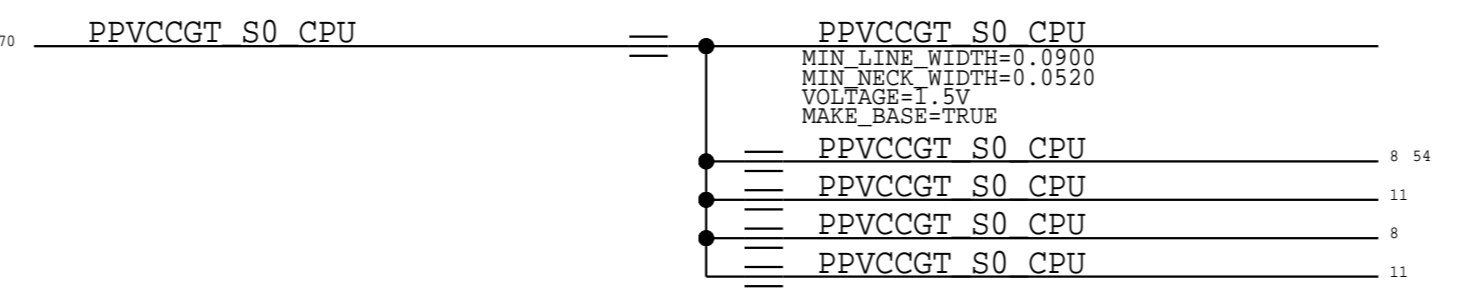 70 PPVCCGT_S0_CPU PPVCCGT_S0_CPU
MIN_LINE_WIDTH=0.0900
MIN_NECK_WIDTH=0.0520
VOLTAGE=1.5V
MAKE_BASE=TRUE
PPVCCGT_S0_CPU 8 54
PPVCCGT_S0_CPU 11
PPVCCGT_S0_CPU 8
PPVCCGT_S0_CPU 11